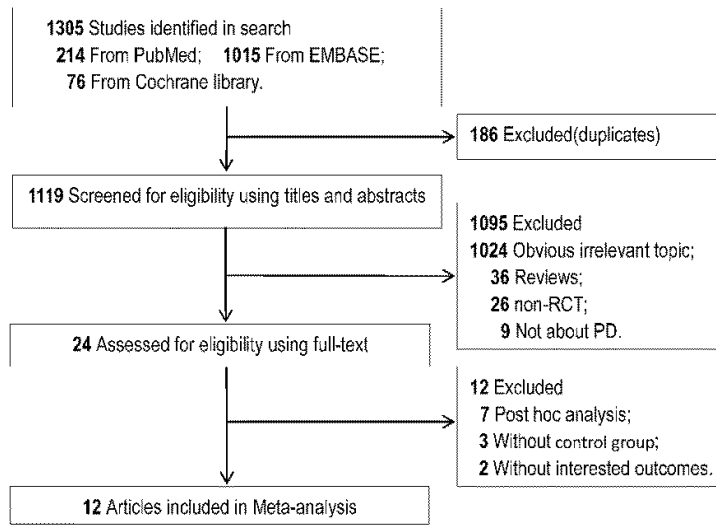 1305 Studies identified in search
214 From PubMed; 1015 From EMBASE;
76 From Cochrane library.
186 Excluded(duplicates)
1119 Screened for eligibility using titles and abstracts
1095 Excluded
1024 Obvious irrelevant topic;
36 Reviews;
26 non-RCT;
9 Not about PD.
24 Assessed for eligibility using full-text
12 Excluded
7 Post hoc analysis;
3 Without control group;
2 Without interested outcomes.
12 Articles included in Meta-analysis